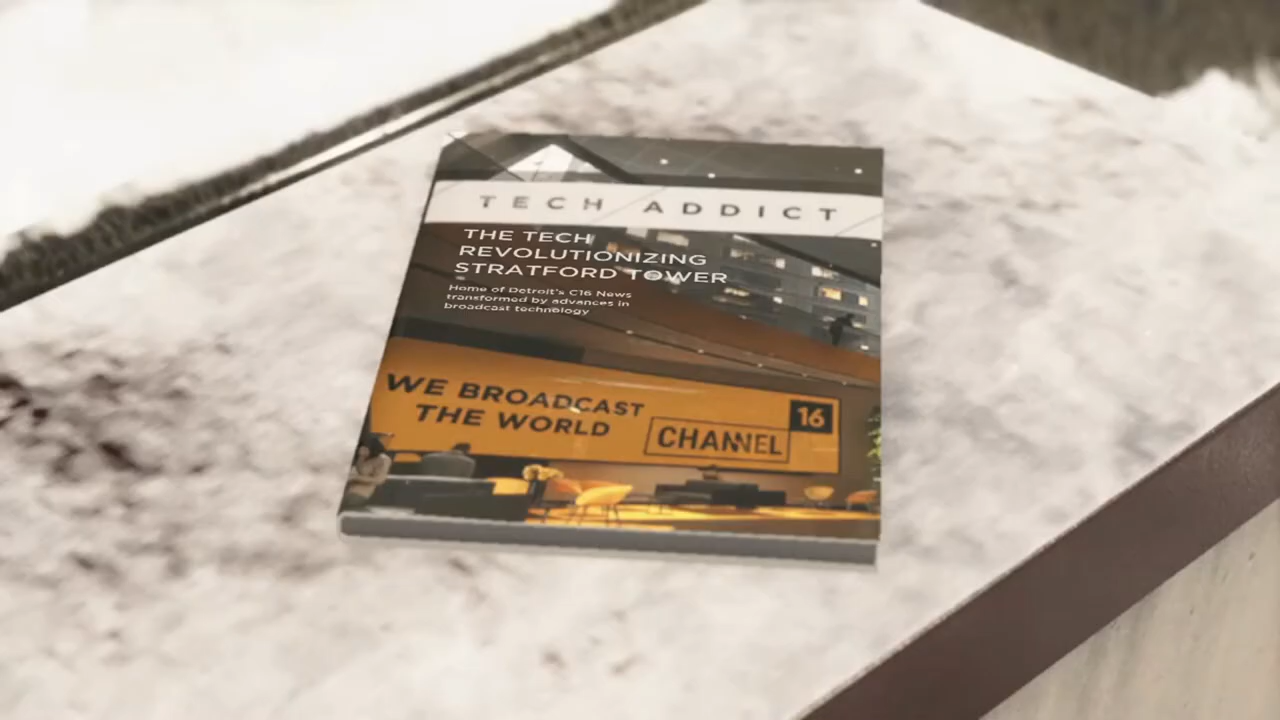 TECH ADDICT
THE TECH
REVOLUTIONIZING
STRATFORD TOWER
Home of Detroit's C16 News
transformed by advances in
broadcast technology
WE BROADCAST
THE WORLD
16
CHANNEL